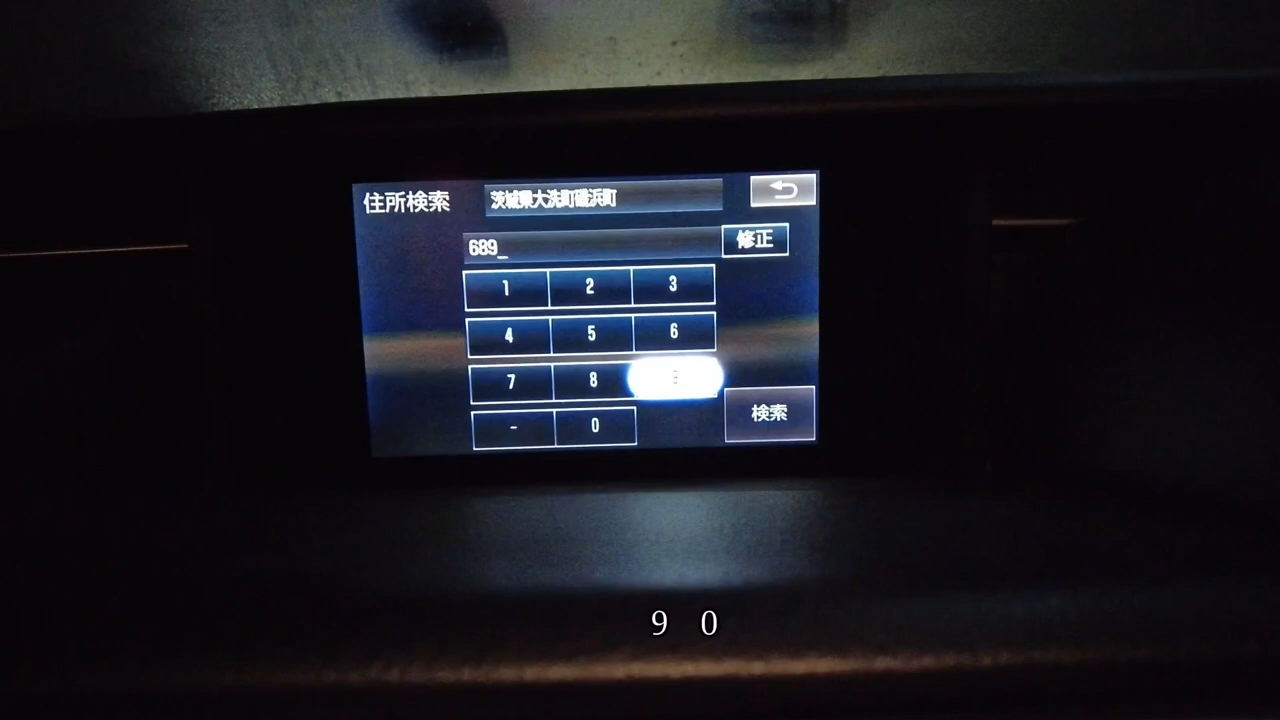 住所検索 茨城県大洗町磯浜町
689_ 修正
1 2 3
4 5 6
7 8 9
- 0 検索
9 0